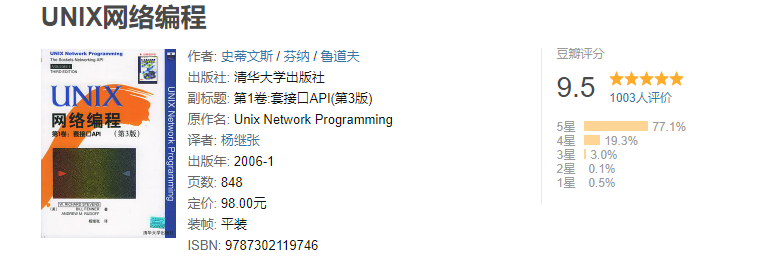 UNIX网络编程
UNIX Network Programming
The Sockets Networking API
THIRD EDITION
UNIX
网络编程
第1卷：套接口API （第3版）
UNIX Network Programming
W. RICHARD STEVENS
BILL FENNER
ANDREW M. RUDOFF
杨继张 译
清华大学出版社
作者: 史蒂文斯 / 芬纳 / 鲁道夫
出版社: 清华大学出版社
副标题: 第1卷:套接口API(第3版)
原作名: Unix Network Programming
译者: 杨继张
出版年: 2006-1
页数: 848
定价: 98.00元
装帧: 平装
ISBN: 9787302119746
豆瓣评分
9.5
1003人评价
5星 77.1%
4星 19.3%
3星 3.0%
2星 0.1%
1星 0.5%